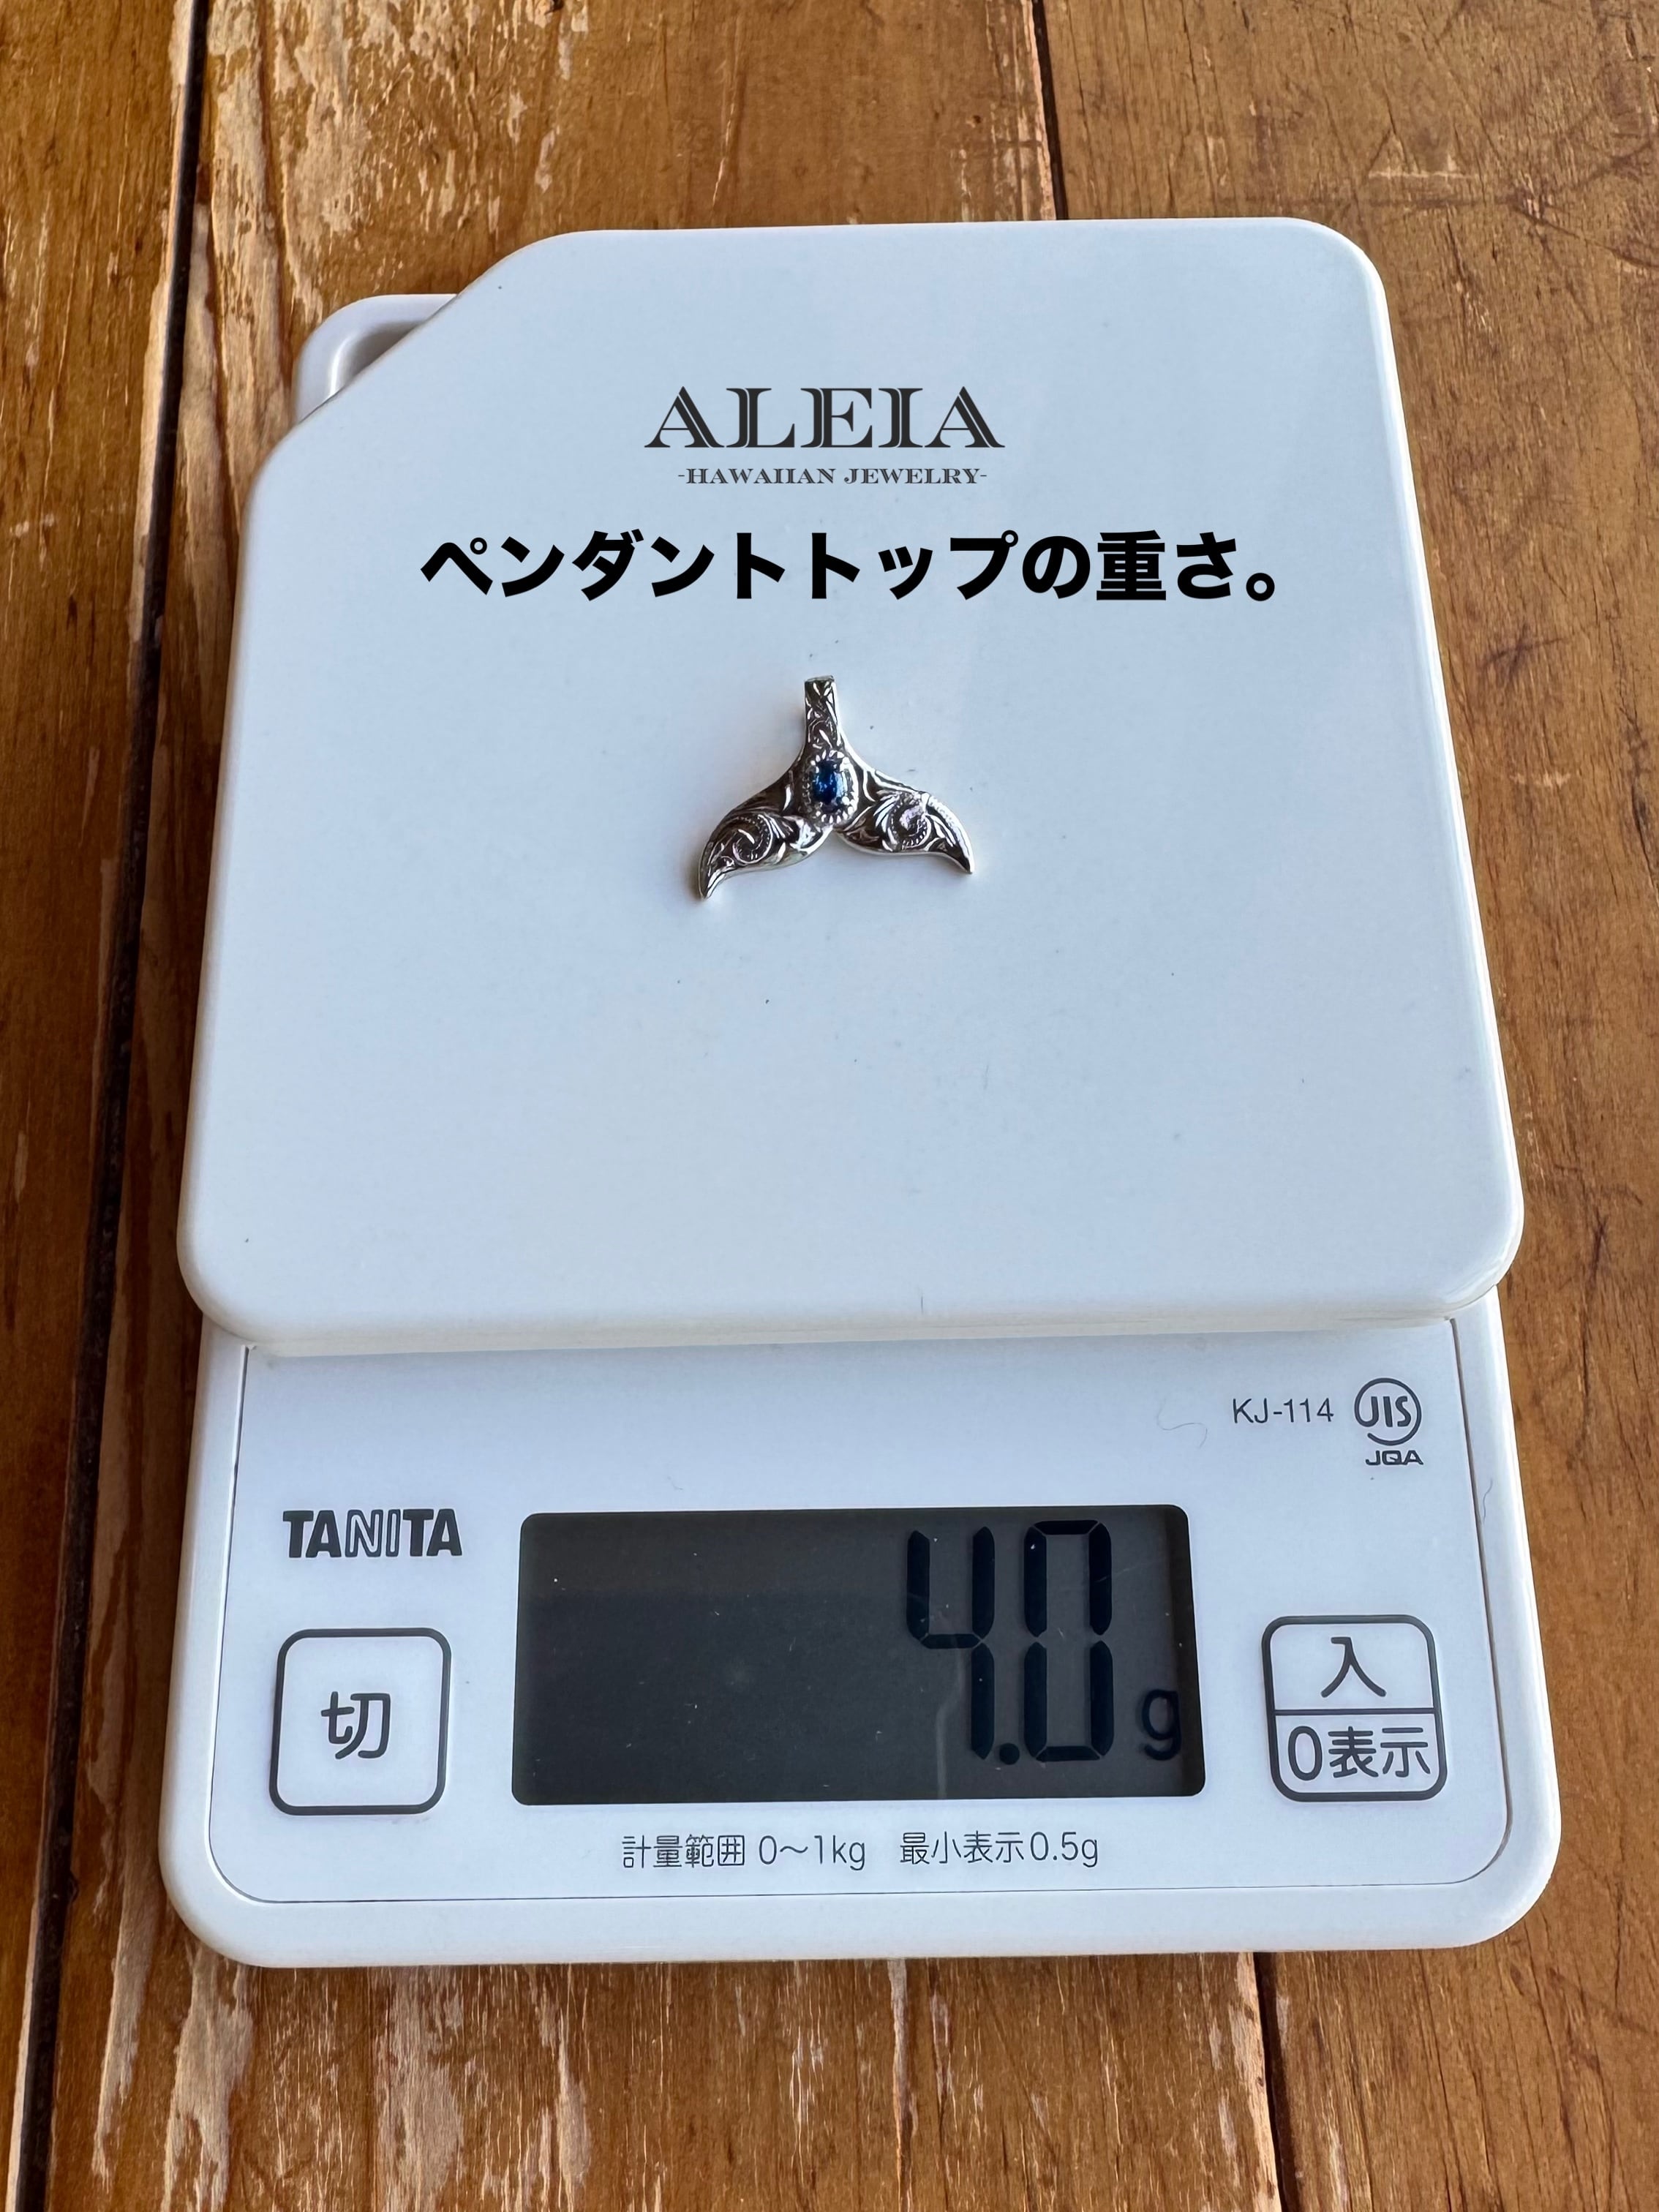 ALEIA
-HAWAIIAN JEWELRY-
ペンダントトップの重さ。
KJ-114 JIS
JQA
TANITA
4.0 g
切
入
0表示
計量範囲 0〜1kg 最小表示0.5g